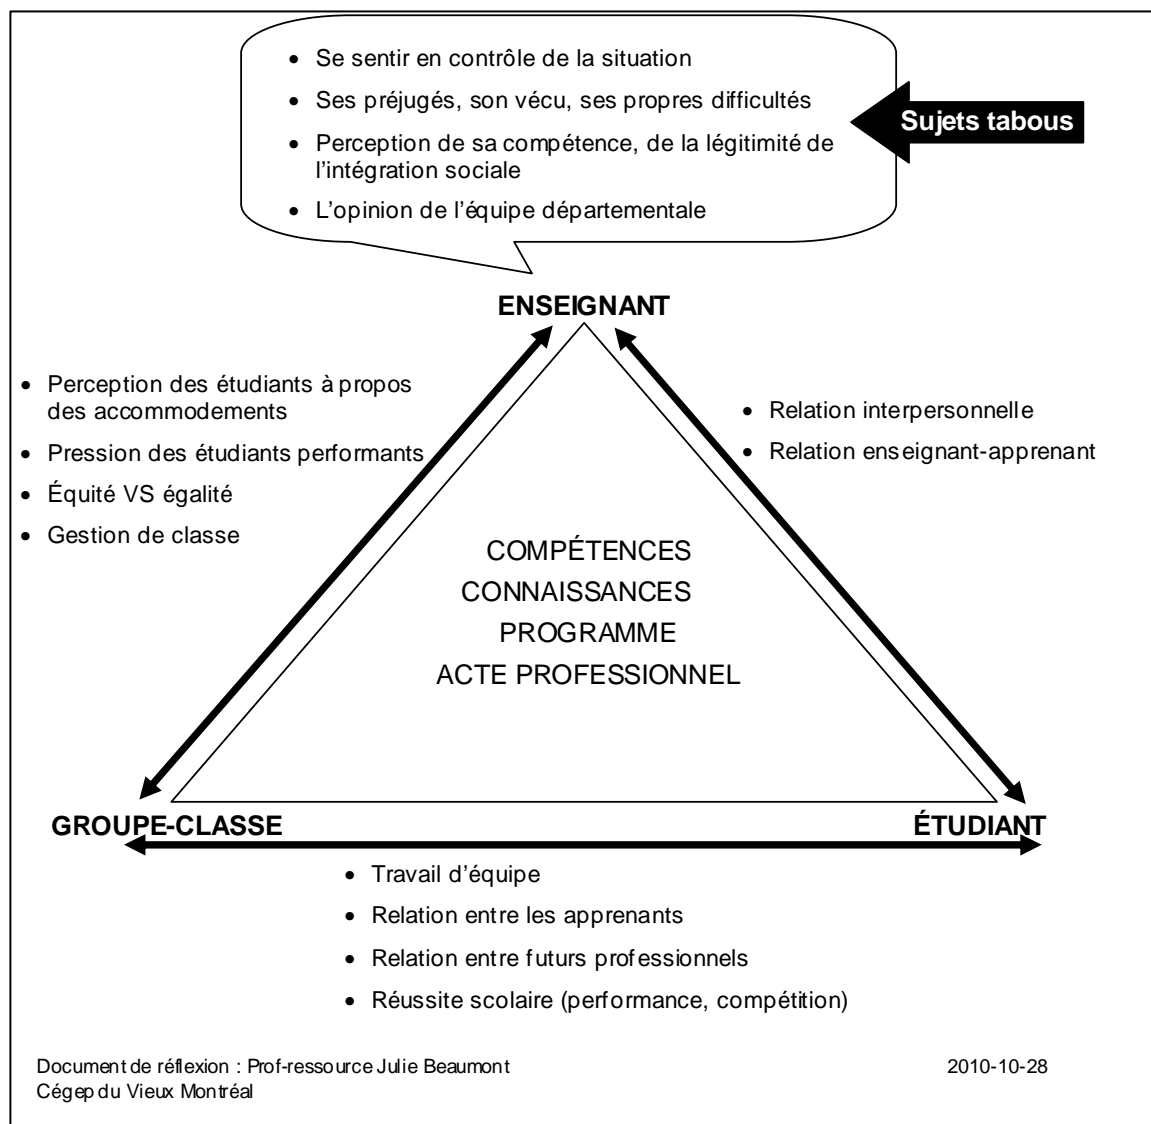 • Se sentir en contrôle de la situation
• Ses préjugés, son vécu, ses propres difficultés
• Perception de sa compétence, de la légitimité de
l’intégration sociale
• L’opinion de l’équipe départementale
Sujets tabous
ENSEIGNANT
• Perception des étudiants à propos
des accommodements
• Pression des étudiants performants
• Équité VS égalité
• Gestion de classe
• Relation interpersonnelle
• Relation enseignant-apprenant
COMPÉTENCES
CONNAISSANCES
PROGRAMME
ACTE PROFESSIONNEL
GROUPE-CLASSE
ÉTUDIANT
• Travail d’équipe
• Relation entre les apprenants
• Relation entre futurs professionnels
• Réussite scolaire (performance, compétition)
Document de réflexion : Prof-ressource Julie Beaumont
2010-10-28
Cégep du Vieux Montréal